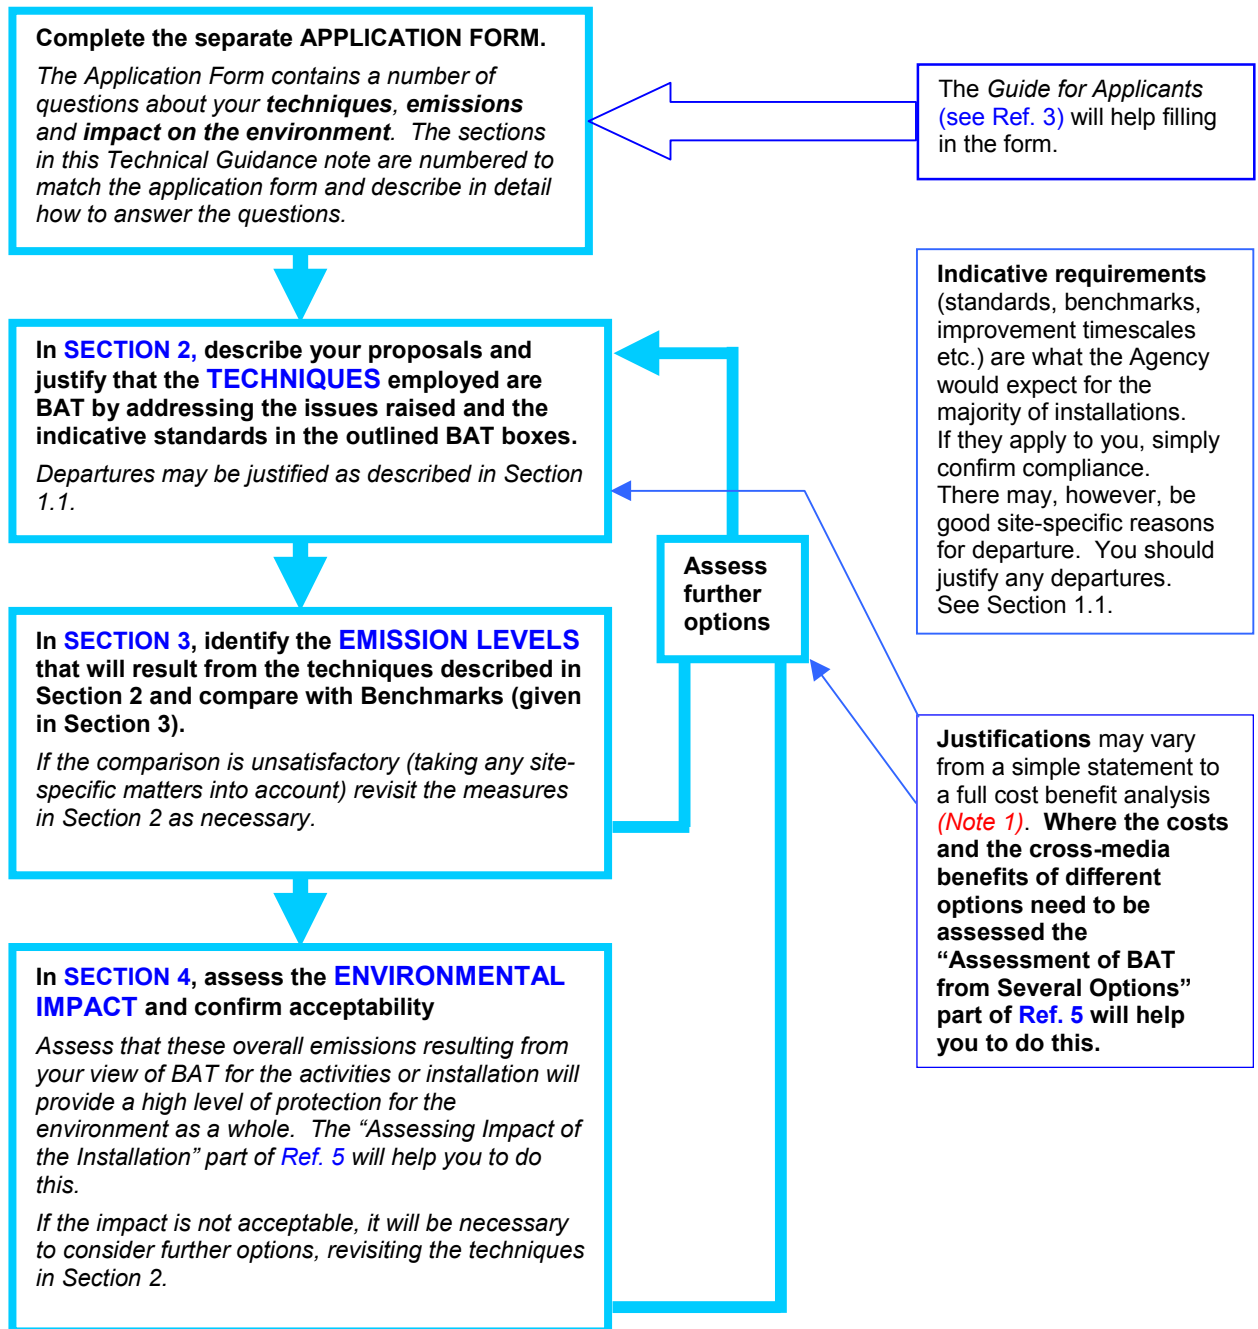 Complete the separate APPLICATION FORM.
The Application Form contains a number of
questions about your techniques, emissions
and impact on the environment.  The sections
in this Technical Guidance note are numbered to
match the application form and describe in detail
how to answer the questions.
The Guide for Applicants
(see Ref. 3) will help filling
in the form.
Indicative requirements
(standards, benchmarks,
improvement timescales
etc.) are what the Agency
would expect for the
majority of installations.
If they apply to you, simply
confirm compliance.
There may, however, be
good site-specific reasons
for departure.  You should
justify any departures.
See Section 1.1.
In SECTION 2, describe your proposals and
justify that the TECHNIQUES employed are
BAT by addressing the issues raised and the
indicative standards in the outlined BAT boxes.
Departures may be justified as described in Section
1.1.
Assess
further
options
In SECTION 3, identify the EMISSION LEVELS
that will result from the techniques described in
Section 2 and compare with Benchmarks (given
in Section 3).
If the comparison is unsatisfactory (taking any site-
specific matters into account) revisit the measures
in Section 2 as necessary.
Justifications may vary
from a simple statement to
a full cost benefit analysis
(Note 1).  Where the costs
and the cross-media
benefits of different
options need to be
assessed the
“Assessment of BAT
from Several Options”
part of Ref. 5 will help
you to do this.
In SECTION 4, assess the ENVIRONMENTAL
IMPACT and confirm acceptability
Assess that these overall emissions resulting from
your view of BAT for the activities or installation will
provide a high level of protection for the
environment as a whole.  The “Assessing Impact of
the Installation” part of Ref. 5 will help you to do
this.
If the impact is not acceptable, it will be necessary
to consider further options, revisiting the techniques
in Section 2.